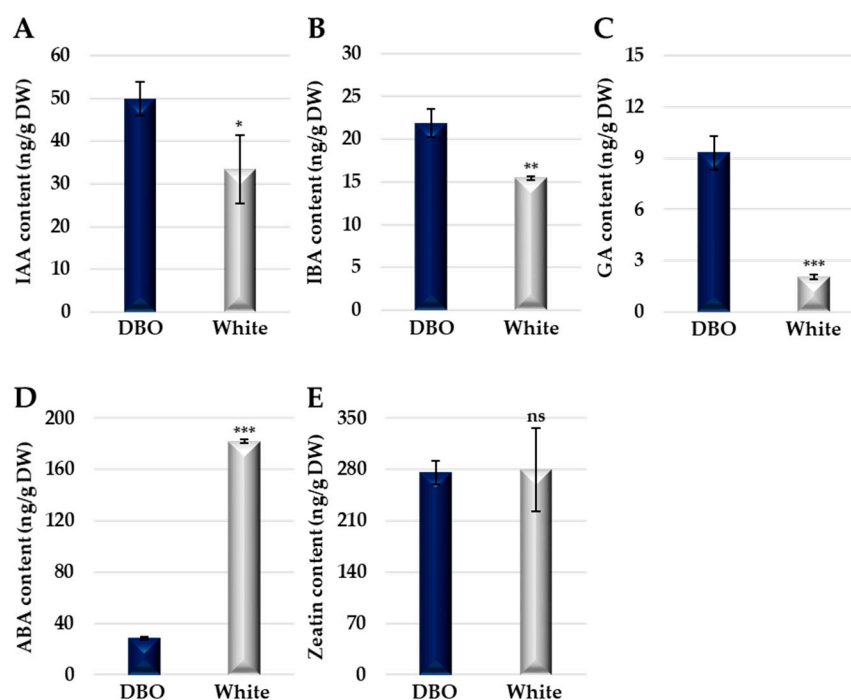 A
IAA content (ng/g DW)
60
50
40
30
20
10
0
*
DBO White
B
IBA content (ng/g DW)
30
25
20
15
10
5
0
**
DBO White
C
GA content (ng/g DW)
15
12
9
6
3
0
***
DBO White
D
ABA content (ng/g DW)
200
160
120
80
40
0
***
DBO White
E
Zeatin content (ng/g DW)
350
280
210
140
70
0
ns
DBO White